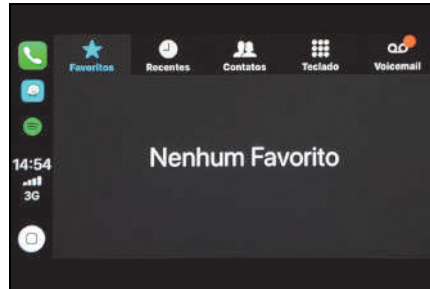 Favoritos
Recentes
Contatos
Teclado
Voicemail
Nenhum Favorito
14:54
3G